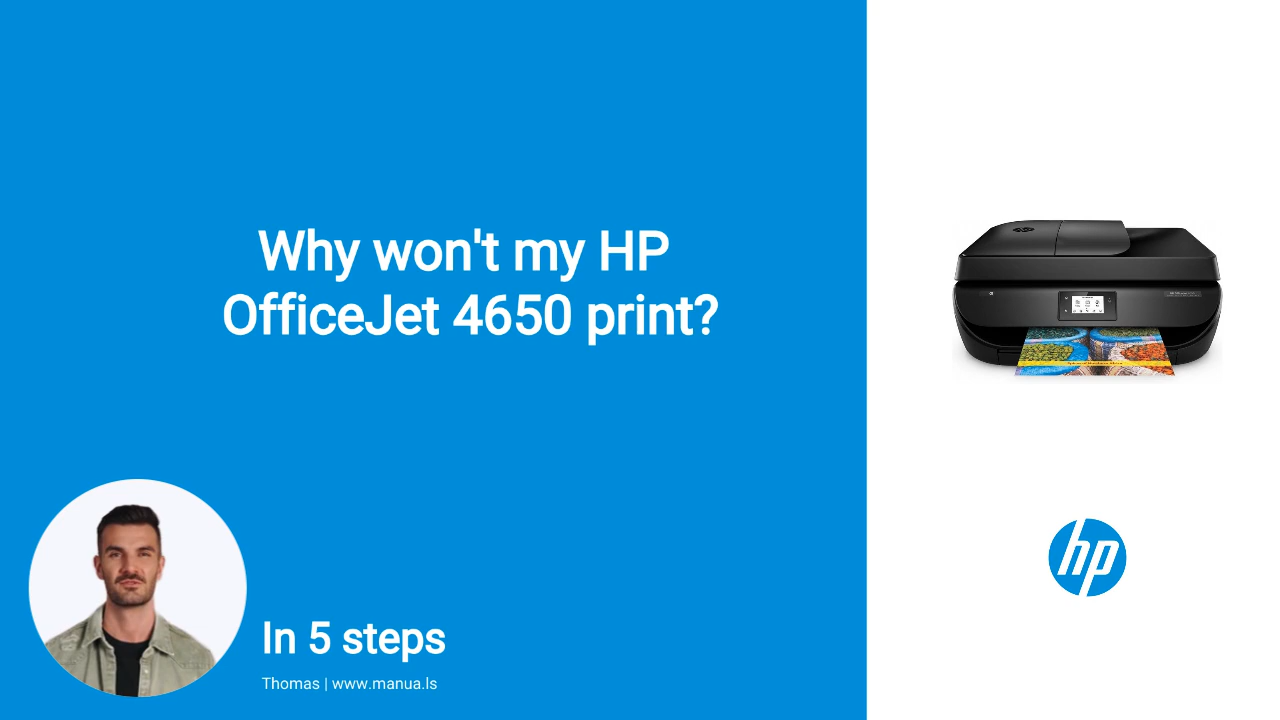 Why won't my HP
OfficeJet 4650 print?
hp
In 5 steps
Thomas | www.manua.ls